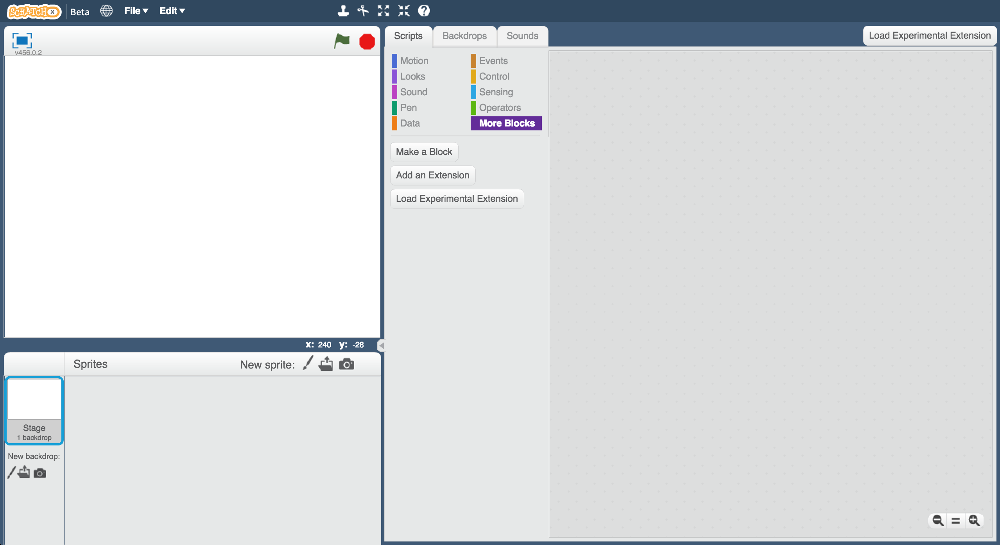 SCRATCH x Beta File Edit
v456.0.2
Scripts Backdrops Sounds Load Experimental Extension
Motion Events
Looks Control
Sound Sensing
Pen Operators
Data More Blocks
Make a Block
Add an Extension
Load Experimental Extension
x: 240 y: -28
Sprites New sprite:
Stage
1 backdrop
New backdrop: